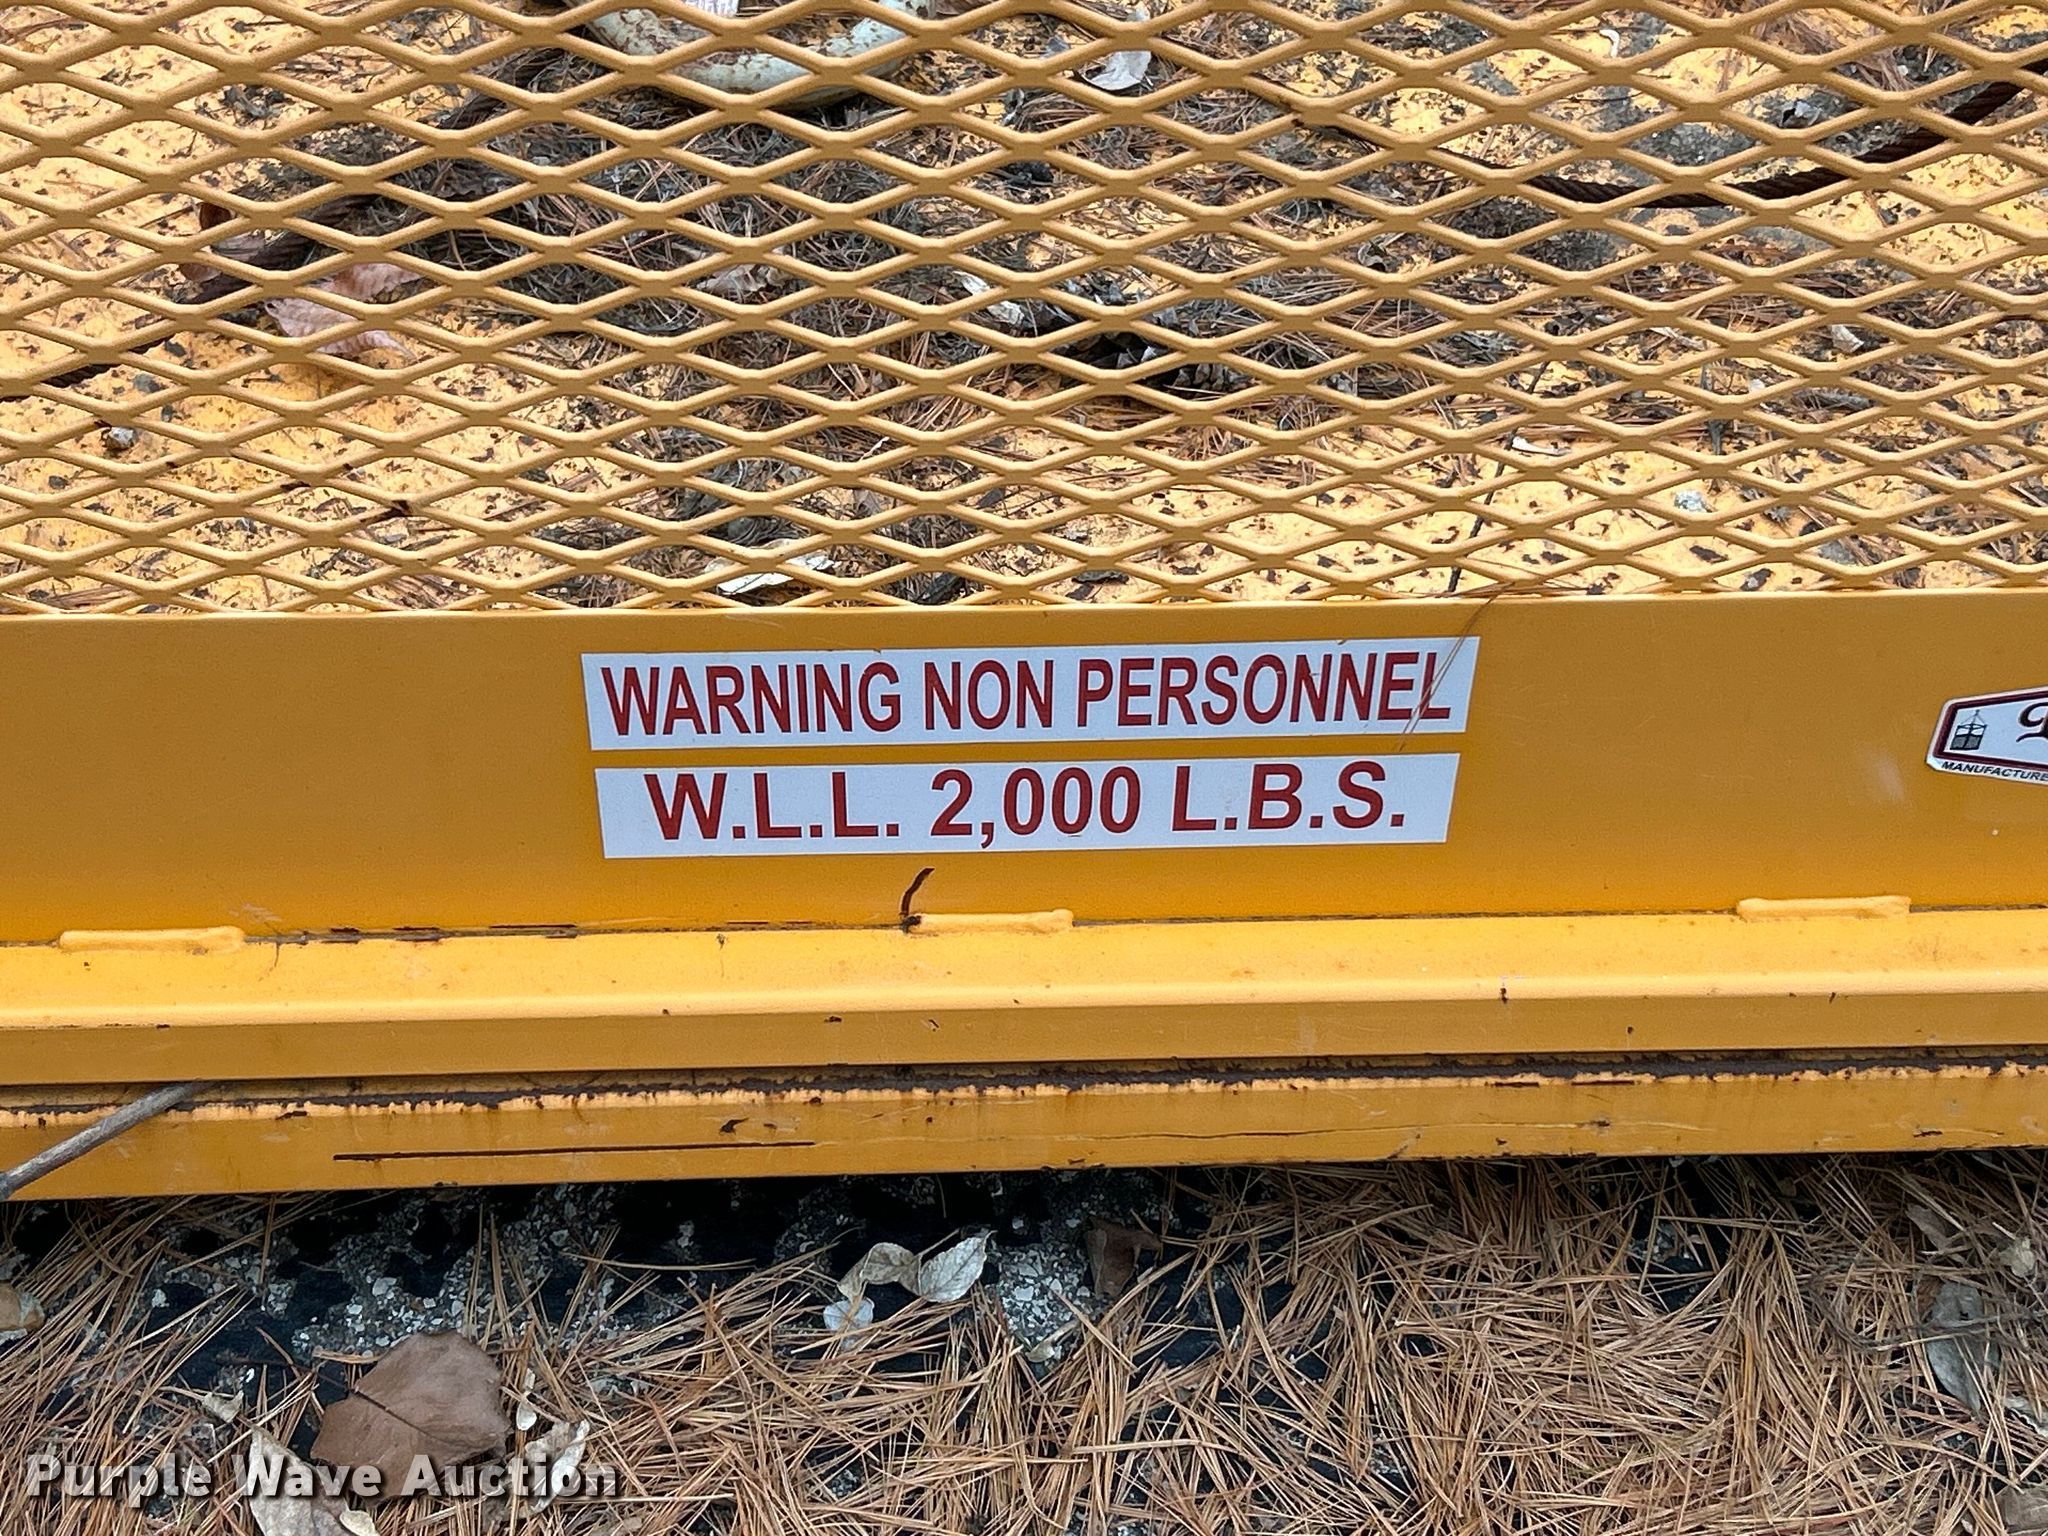 WARNING NON PERSONNEL
W.L.L. 2,000 L.B.S.
Purple Wave Auction